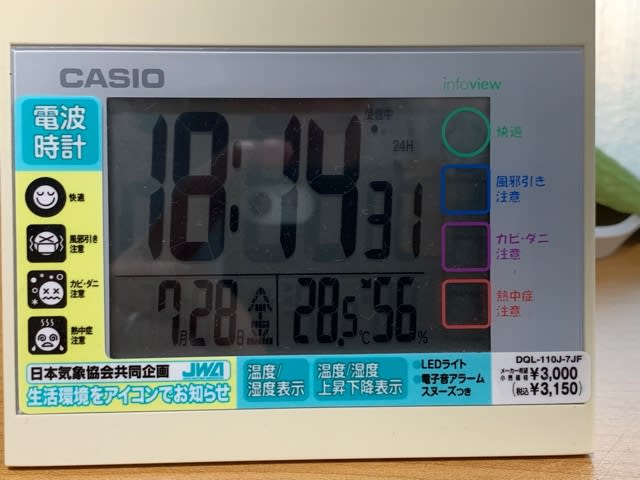 CASIO
infoview
電波
時計
受信中
24H
18:14 31
7月28日
28.5℃ 56%
快適
風邪引き
注意
カビ・ダニ
注意
熱中症
注意
快適
風邪引き
注意
カビ・ダニ
注意
熱中症
注意
日本気象協会共同企画 JWA
生活環境をアイコンでお知らせ
温度/
湿度表示
温度/湿度
上昇下降表示
●LEDライト
●電子音アラーム
スヌーズつき
DQL-110J-7JF
メーカー希望
小売価格 ¥3,000
(税込 ¥3,150)